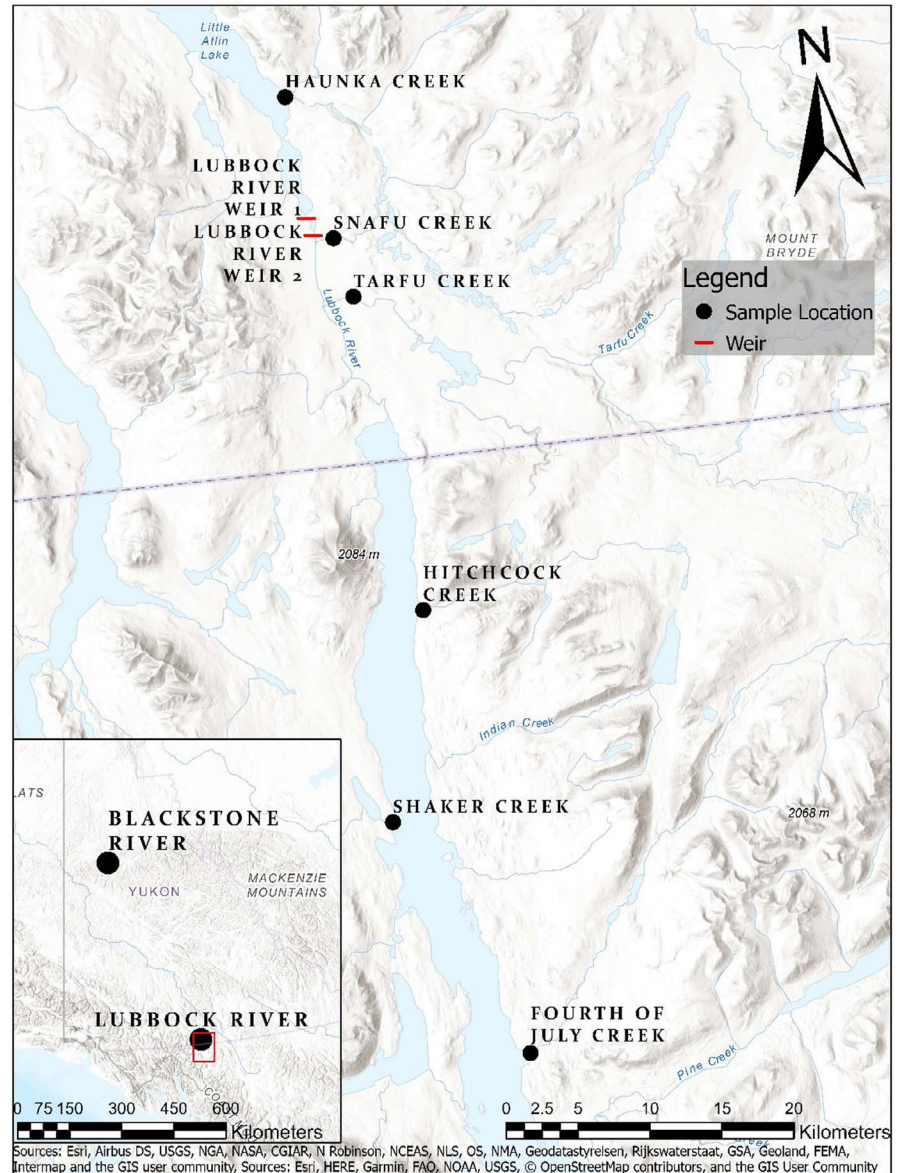 Little
Atlin
Lake
N
HAUNKA CREEK
LUBBOCK
RIVER
WEIR 1
LUBBOCK
RIVER
WEIR 2
SNAFU CREEK
MOUNT
BRYDE
TARFU CREEK
Legend
Sample Location
Weir
Lubbock River
Tarfu Creek
2084 m
HITCHCOCK
CREEK
Indian Creek
SHAKER CREEK
2068 m
LATS
BLACKSTONE
RIVER
YUKON
MACKENZIE
MOUNTAINS
LUBBOCK RIVER
FOURTH OF
JULY CREEK
Pine Creek
0 75 150 300 450 600
Kilometers
0 2.5 5 10 15 20
Kilometers
Sources: Esri, Airbus DS, USGS, NGA, NASA, CGIAR, N Robinson, NCEAS, NLS, OS, NMA, Geodatastyrelsen, Rijkswaterstaat, GSA, Geoland, FEMA,
Intermap and the GIS user community, Sources: Esri, HERE, Garmin, FAO, NOAA, USGS, © OpenStreetMap contributors, and the GIS User Community